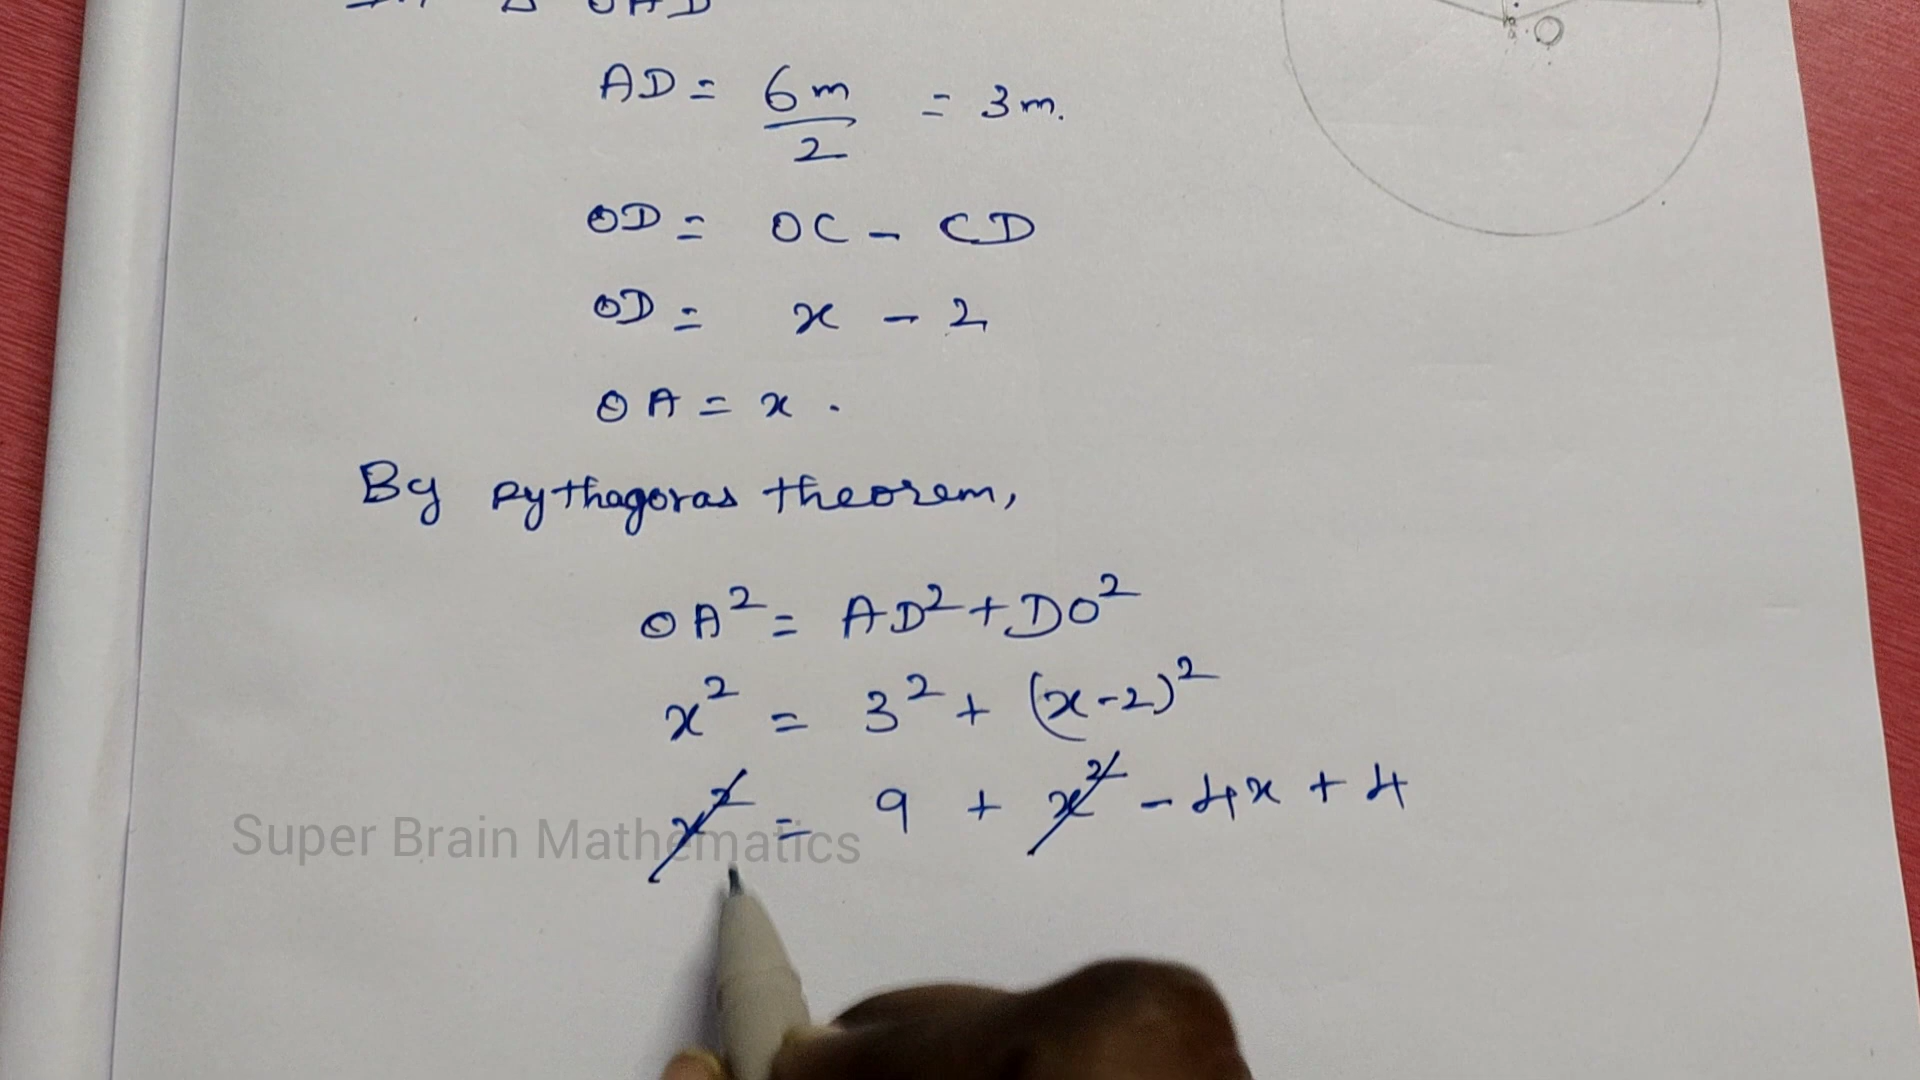 AD = 6m/2 = 3m.
O
OD = OC - CD
OD = x - 2
OA = x.
By pythagoras theorem,
OA² = AD² + DO²
x² = 3² + (x-2)²
x² = 9 + x² - 4x + 4
Super Brain Mathematics